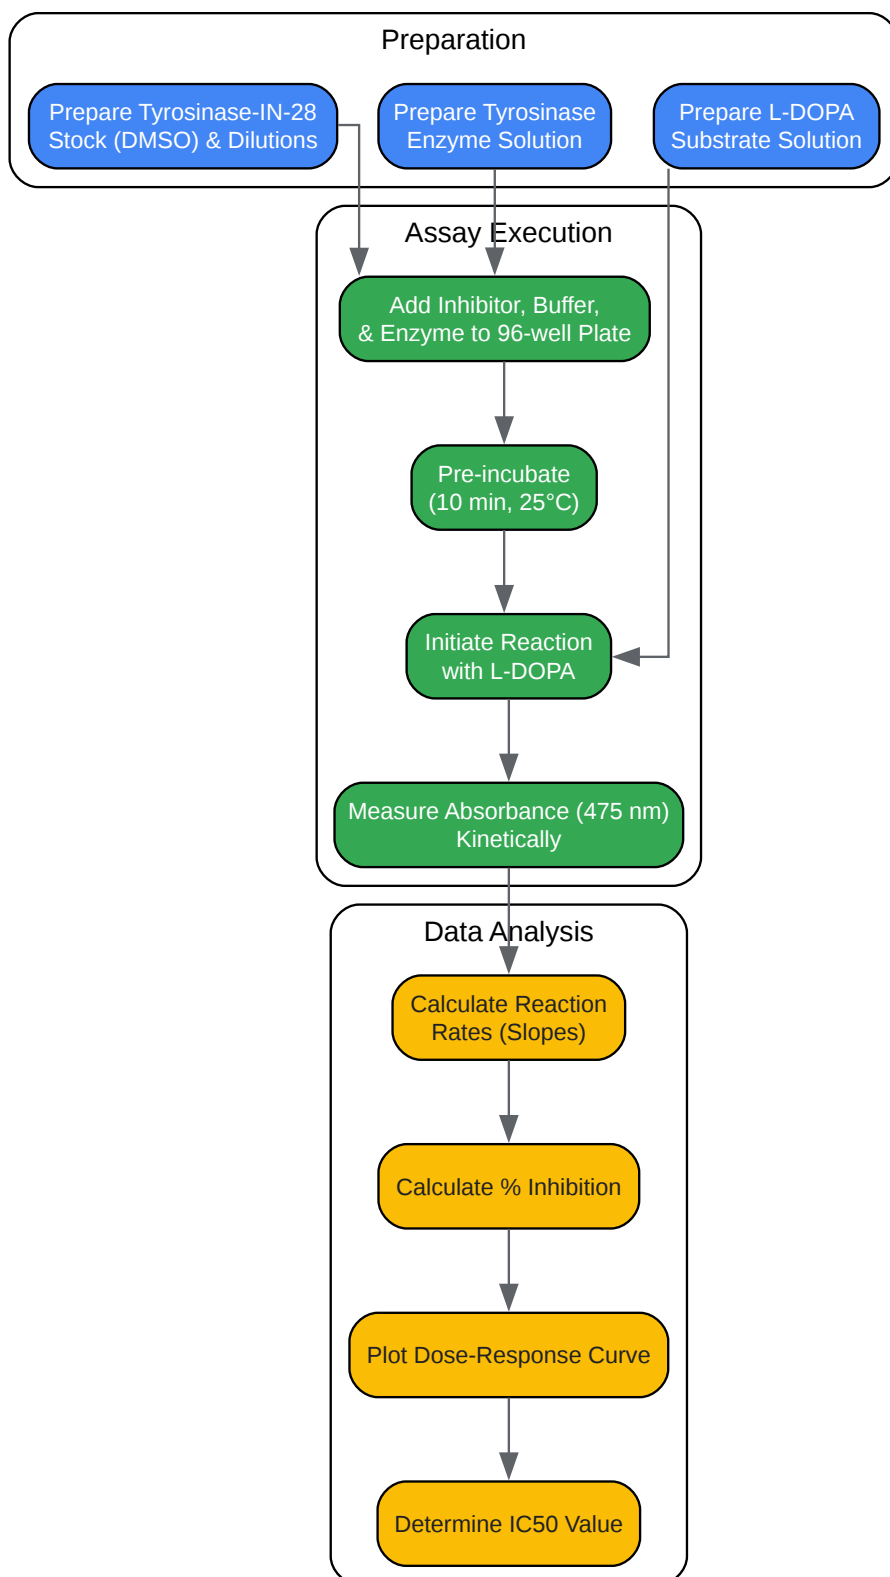 Preparation
Prepare Tyrosinase-IN-28
Stock (DMSO) & Dilutions
Prepare Tyrosinase
Enzyme Solution
Prepare L-DOPA
Substrate Solution
Assay Execution
Add Inhibitor, Buffer,
& Enzyme to 96-well Plate
Pre-incubate
(10 min, 25°C)
Initiate Reaction
with L-DOPA
Measure Absorbance (475 nm)
Kinetically
Data Analysis
Calculate Reaction
Rates (Slopes)
Calculate % Inhibition
Plot Dose-Response Curve
Determine IC50 Value